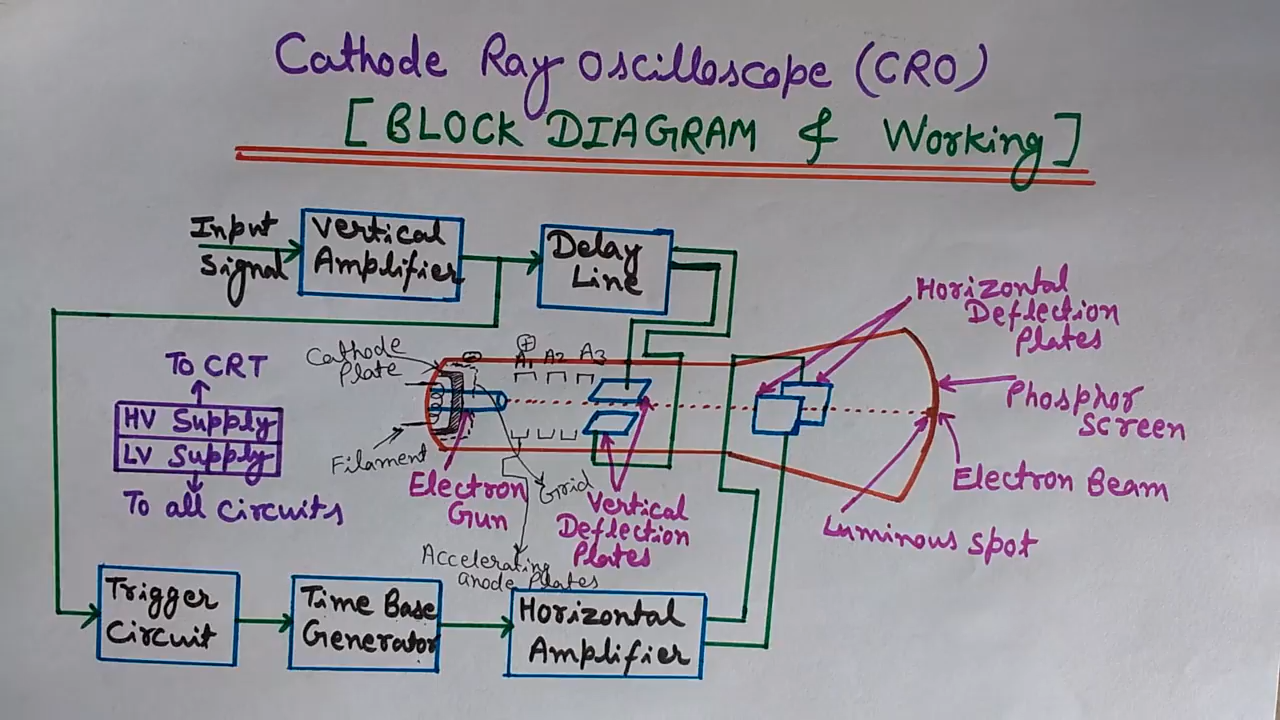 Cathode Ray Oscilloscope (CRO)
[BLOCK DIAGRAM & Working]
Input
Signal
Vertical
Amplifier
Delay
Line
Horizontal
Deflection
Plates
To CRT
HV Supply
LV Supply
To all circuits
Cathode
Plate
+
A1
A2
A3
-
Filament
Electron
Gun
Grid
Vertical
Deflection
Plates
Accelerating
anode Plates
Phosphor
Screen
Electron Beam
Luminous Spot
Trigger
Circuit
Time Base
Generator
Horizontal
Amplifier